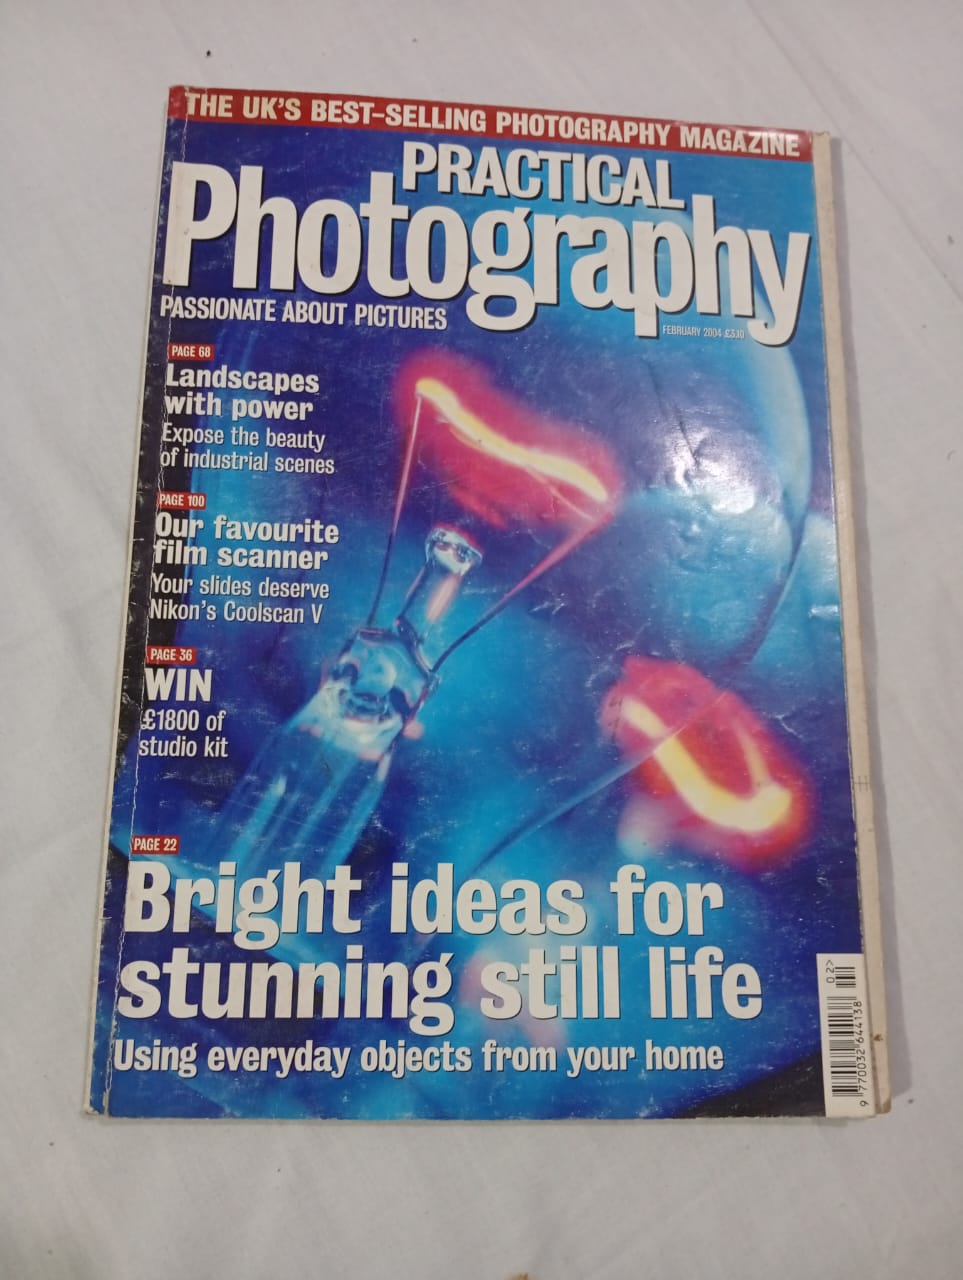 THE UK'S BEST-SELLING PHOTOGRAPHY MAGAZINE
PRACTICAL
Photography
PASSIONATE ABOUT PICTURES
FEBRUARY 2004 £3.10
PAGE 68
Landscapes
with power
Expose the beauty
of industrial scenes
PAGE 100
Our favourite
film scanner
Your slides deserve
Nikon's Coolscan V
PAGE 36
WIN
£1800 of
studio kit
PAGE 22
Bright ideas for
stunning still life
Using everyday objects from your home
02>
9 770032 644138